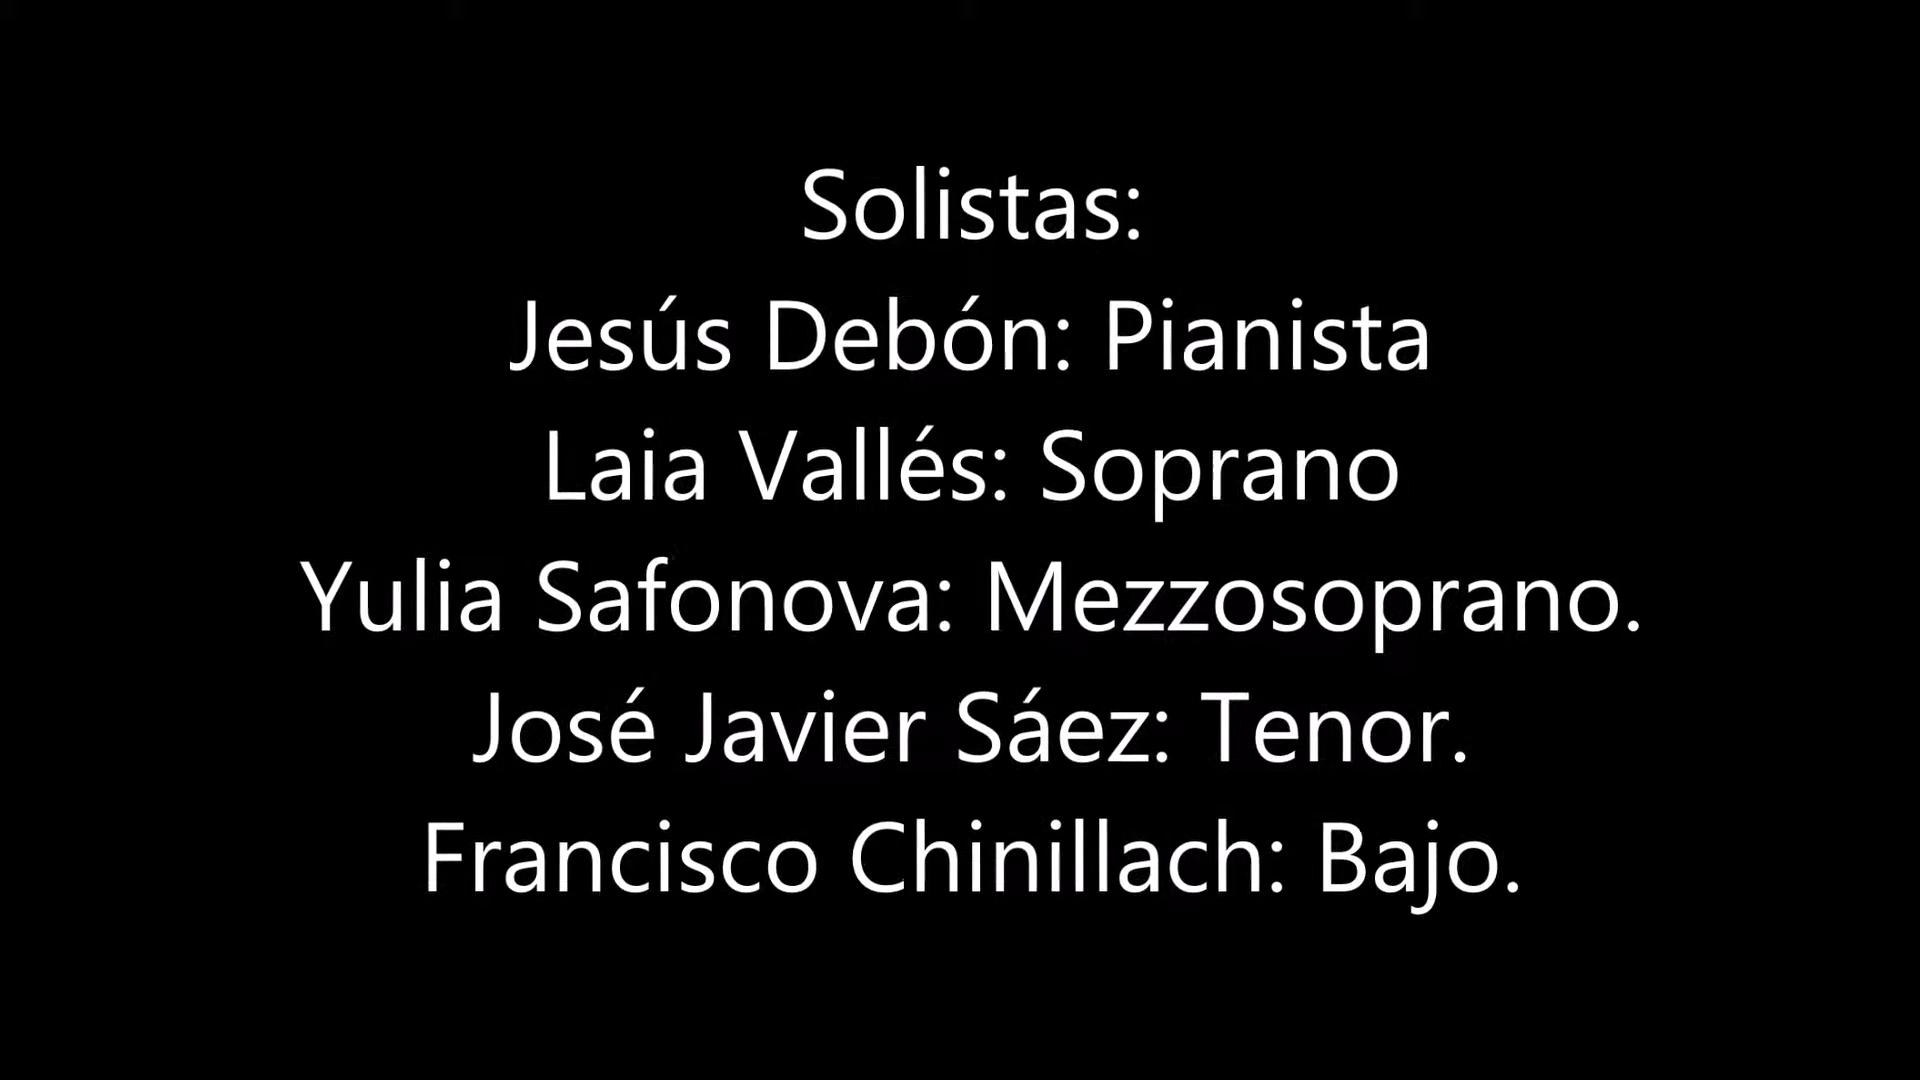 Solistas:
Jesús Debón: Pianista
Laia Vallés: Soprano
Yulia Safonova: Mezzosoprano.
José Javier Sáez: Tenor.
Francisco Chinillach: Bajo.